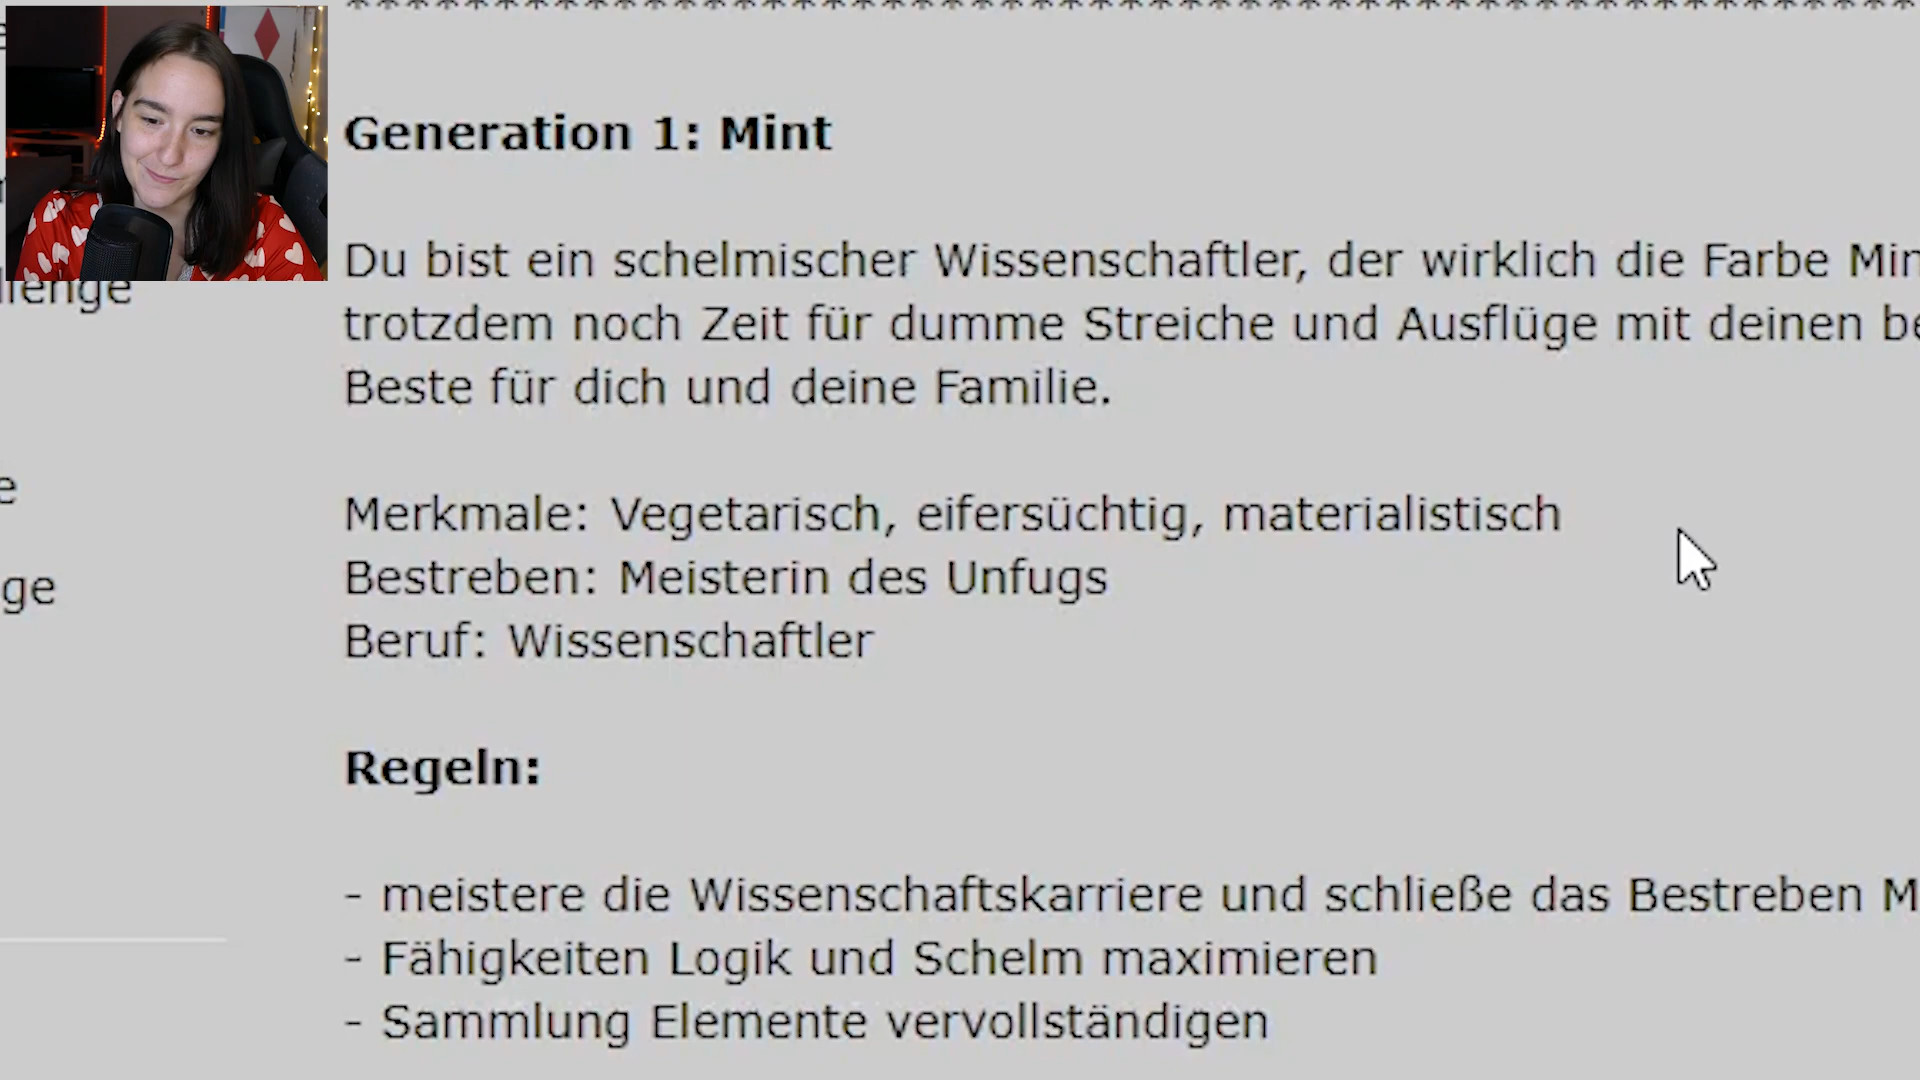 Generation 1: Mint
Du bist ein schelmischer Wissenschaftler, der wirklich die Farbe
trotzdem noch Zeit für dumme Streiche und Ausflüge mit deinen
Beste für dich und deine Familie.
Merkmale: Vegetarisch, eifersüchtig, materialistisch
Bestreben: Meisterin des Unfugs
Beruf: Wissenschaftler
Regeln:
- meistere die Wissenschaftskarriere und schließe das Bestreben
- Fähigkeiten Logik und Schelm maximieren
- Sammlung Elemente vervollständigen